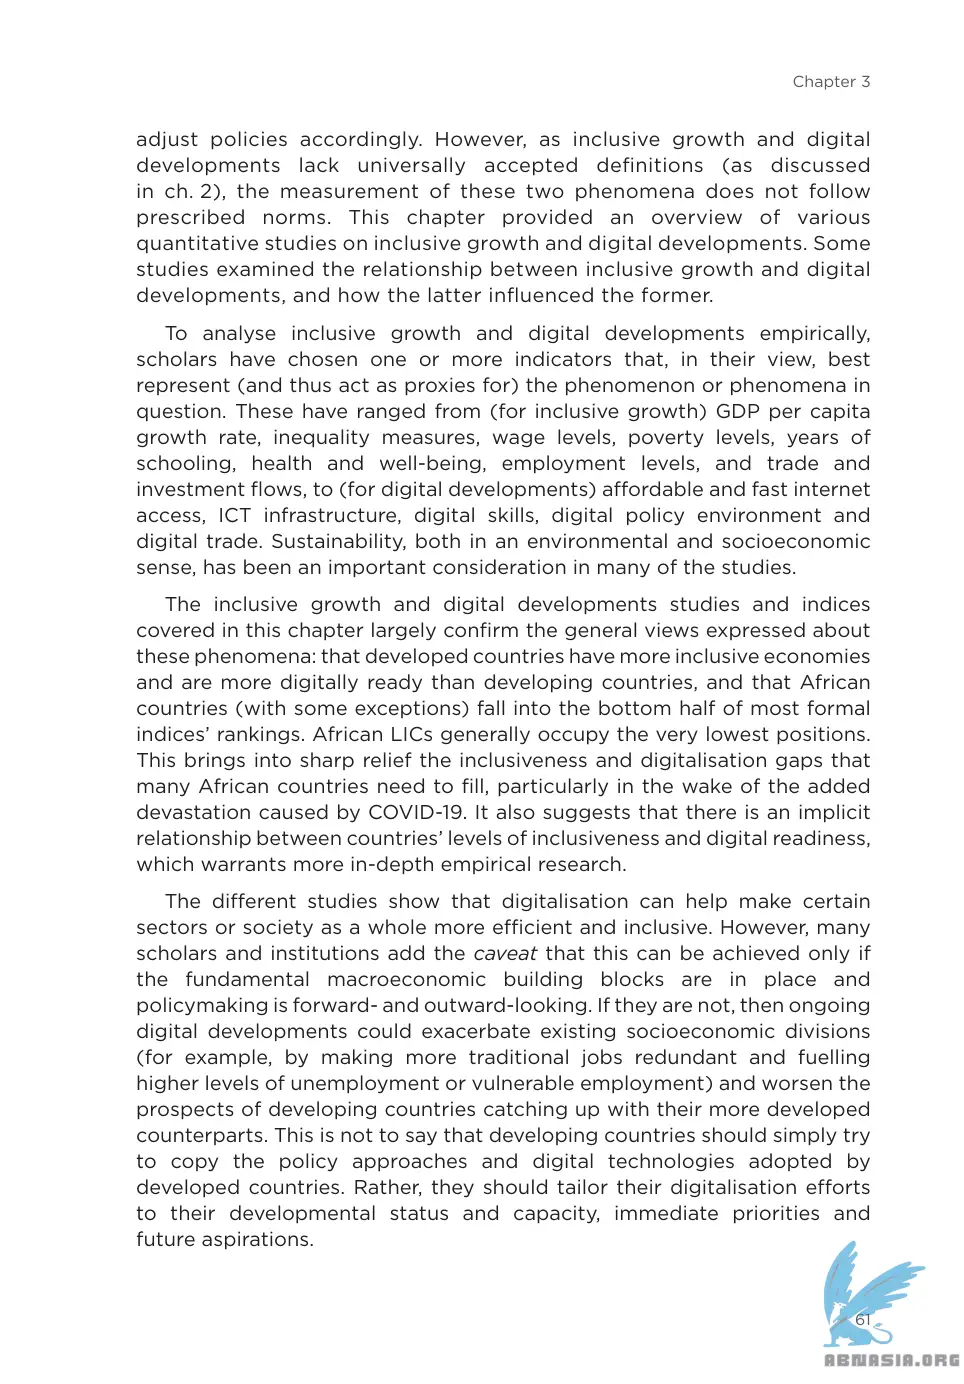 Chapter 3
adjust policies accordingly. However, as inclusive growth and digital
developments lack universally accepted definitions (as discussed
in ch. 2), the measurement of these two phenomena does not follow
prescribed norms. This chapter provided an overview of various
quantitative studies on inclusive growth and digital developments. Some
studies examined the relationship between inclusive growth and digital
developments, and how the latter influenced the former.
To analyse inclusive growth and digital developments empirically,
scholars have chosen one or more indicators that, in their view, best
represent (and thus act as proxies for) the phenomenon or phenomena in
question. These have ranged from (for inclusive growth) GDP per capita
growth rate, inequality measures, wage levels, poverty levels, years of
schooling, health and well-being, employment levels, and trade and
investment flows, to (for digital developments) affordable and fast internet
access, ICT infrastructure, digital skills, digital policy environment and
digital trade. Sustainability, both in an environmental and socioeconomic
sense, has been an important consideration in many of the studies.
The inclusive growth and digital developments studies and indices
covered in this chapter largely confirm the general views expressed about
these phenomena: that developed countries have more inclusive economies
and are more digitally ready than developing countries, and that African
countries (with some exceptions) fall into the bottom half of most formal
indices’ rankings. African LICs generally occupy the very lowest positions.
This brings into sharp relief the inclusiveness and digitalisation gaps that
many African countries need to fill, particularly in the wake of the added
devastation caused by COVID-19. It also suggests that there is an implicit
relationship between countries’ levels of inclusiveness and digital readiness,
which warrants more in-depth empirical research.
The different studies show that digitalisation can help make certain
sectors or society as a whole more efficient and inclusive. However, many
scholars and institutions add the caveat that this can be achieved only if
the fundamental macroeconomic building blocks are in place and
policymaking is forward- and outward-looking. If they are not, then ongoing
digital developments could exacerbate existing socioeconomic divisions
(for example, by making more traditional jobs redundant and fuelling
higher levels of unemployment or vulnerable employment) and worsen the
prospects of developing countries catching up with their more developed
counterparts. This is not to say that developing countries should simply try
to copy the policy approaches and digital technologies adopted by
developed countries. Rather, they should tailor their digitalisation efforts
to their developmental status and capacity, immediate priorities and
future aspirations.
61
ABNASIA.ORG